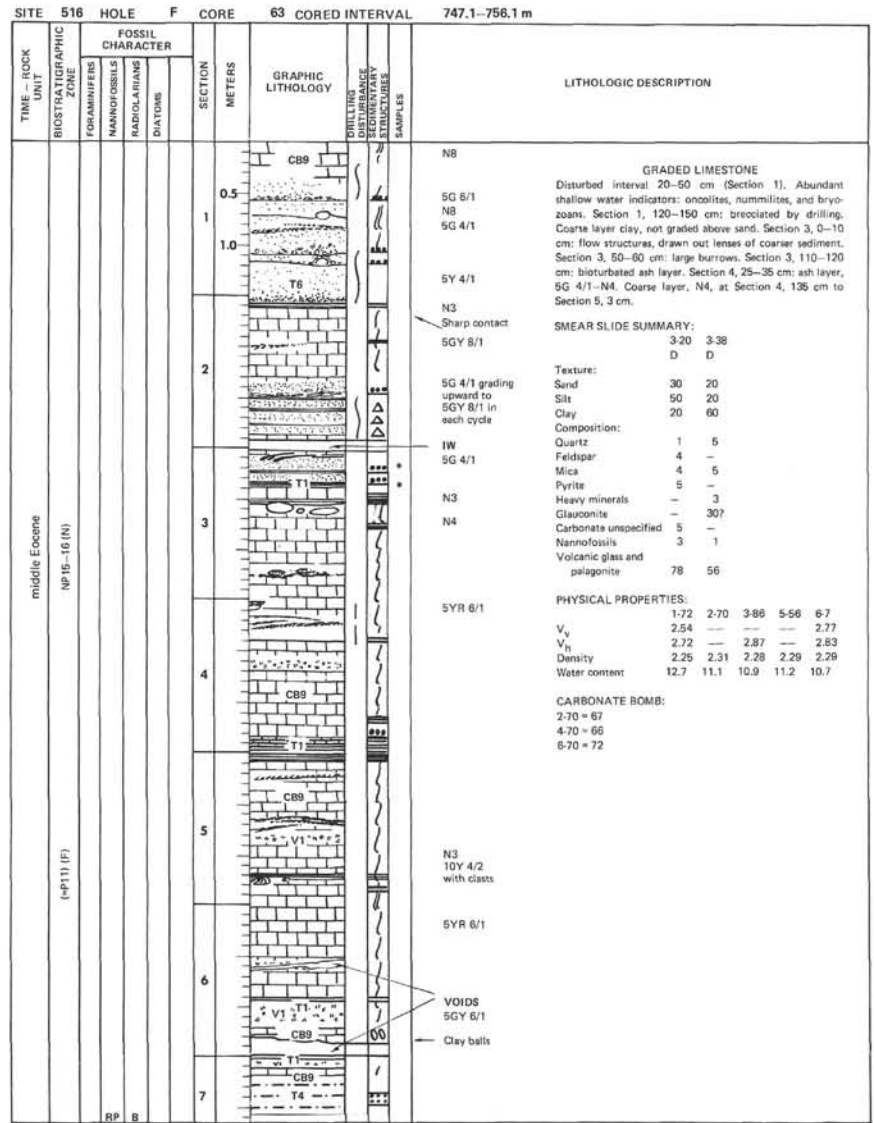 SITE 516 HOLE F CORE 63 CORED INTERVAL 747.1–756.1 m
TIME – ROCK UNIT
BIOSTRATIGRAPHIC ZONE
FOSSIL CHARACTER
FORAMINIFERS
NANNOFOSSILS
RADIOLARIANS
DIATOMS
SECTION
METERS
GRAPHIC LITHOLOGY
DRILLING DISTURBANCE
SEDIMENTARY STRUCTURES
SAMPLES
LITHOLOGIC DESCRIPTION
middle Eocene
NP15–16 (N)
(=P11) (F)
RP B
1
0.5
1.0
2
3
4
5
6
7
CB9
T6
T1
CB9
T1
CB9
V1
T1
V1
CB9
T1
CB9
T4
*
*
N8
5G 6/1
N8
5G 4/1
5Y 4/1
N3
Sharp contact
5GY 8/1
5G 4/1 grading
upward to
5GY 8/1 in
each cycle
IW
5G 4/1
N3
N4
5YR 6/1
N3
10Y 4/2
with clasts
5YR 6/1
VOIDS
5GY 6/1
Clay balls
GRADED LIMESTONE
Disturbed interval 20–50 cm (Section 1). Abundant
shallow water indicators: oncolites, nummilites, and bryo-
zoans. Section 1, 120–150 cm: brecciated by drilling.
Coarse layer clay, not graded above sand. Section 3, 0–10
cm: flow structures, drawn out lenses of coarser sediment.
Section 3, 50–60 cm: large burrows. Section 3, 110–120
cm: bioturbated ash layer. Section 4, 25–35 cm: ash layer,
5G 4/1–N4. Coarse layer, N4, at Section 4, 135 cm to
Section 5, 3 cm.
SMEAR SLIDE SUMMARY:
3-20 3-38
D D
Texture:
Sand 30 20
Silt 50 20
Clay 20 60
Composition:
Quartz 1 5
Feldspar 4 –
Mica 4 5
Pyrite 5 –
Heavy minerals – 3
Glauconite – 30?
Carbonate unspecified 5 –
Nannofossils 3 1
Volcanic glass and
palagonite 78 56
PHYSICAL PROPERTIES:
1-72 2-70 3-86 5-56 6-7
Vv 2.54 –– –– –– 2.77
Vh 2.72 –– 2.87 –– 2.83
Density 2.25 2.31 2.28 2.29 2.29
Water content 12.7 11.1 10.9 11.2 10.7
CARBONATE BOMB:
2-70 = 67
4-70 = 66
6-70 = 72